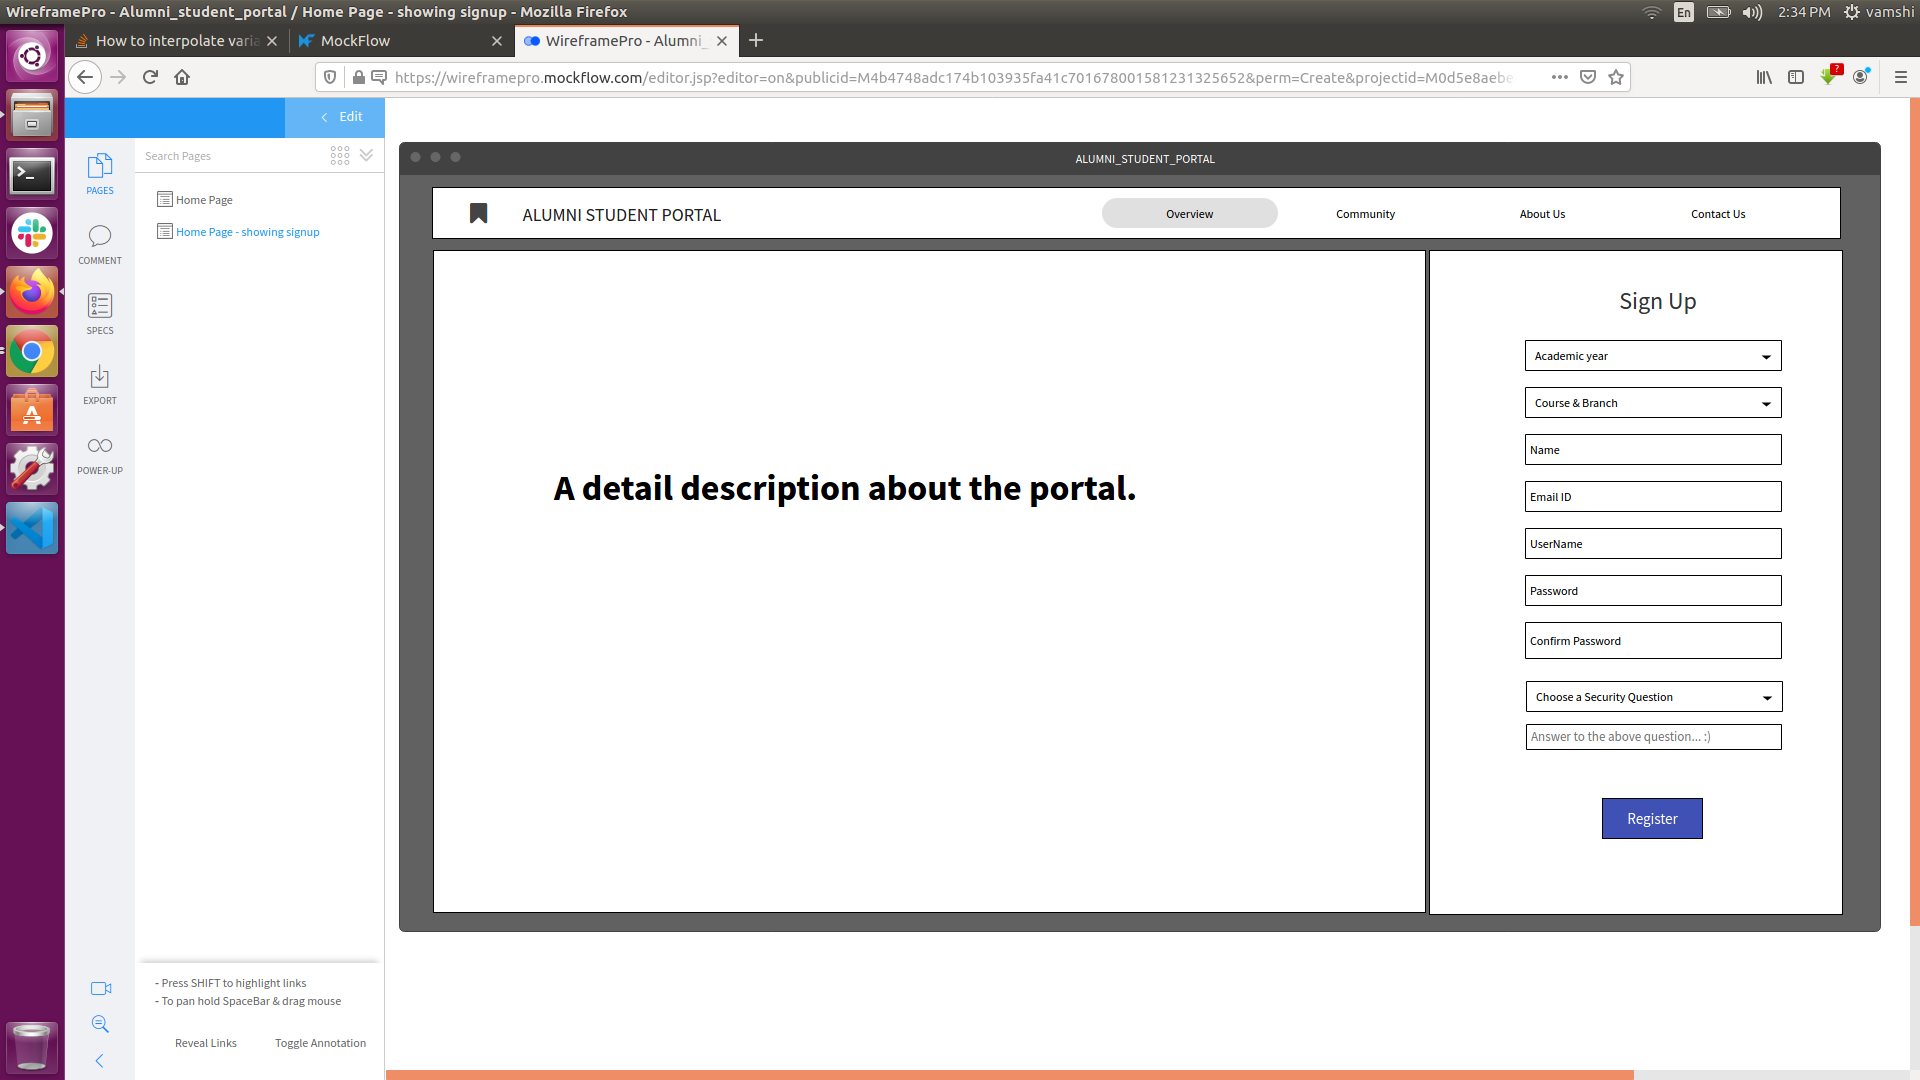 WireframePro - Alumni_student_portal / Home Page - showing signup - Mozilla Firefox
En
2:34 PM
vamshi
How to interpolate varia
MockFlow
WireframePro - Alumni_
https://wireframepro.mockflow.com/editor.jsp?editor=on&publicid=M4b4748adc174b103935fa41c701678001581231325652&perm=Create&projectid=M0d5e8aebe
?
Edit
PAGES
COMMENT
SPECS
EXPORT
POWER-UP
Search Pages
Home Page
Home Page - showing signup
- Press SHIFT to highlight links
- To pan hold SpaceBar & drag mouse
Reveal Links
Toggle Annotation
ALUMNI_STUDENT_PORTAL
ALUMNI STUDENT PORTAL
Overview
Community
About Us
Contact Us
A detail description about the portal.
Sign Up
Academic year
Course & Branch
Name
Email ID
UserName
Password
Confirm Password
Choose a Security Question
Answer to the above question... :)
Register